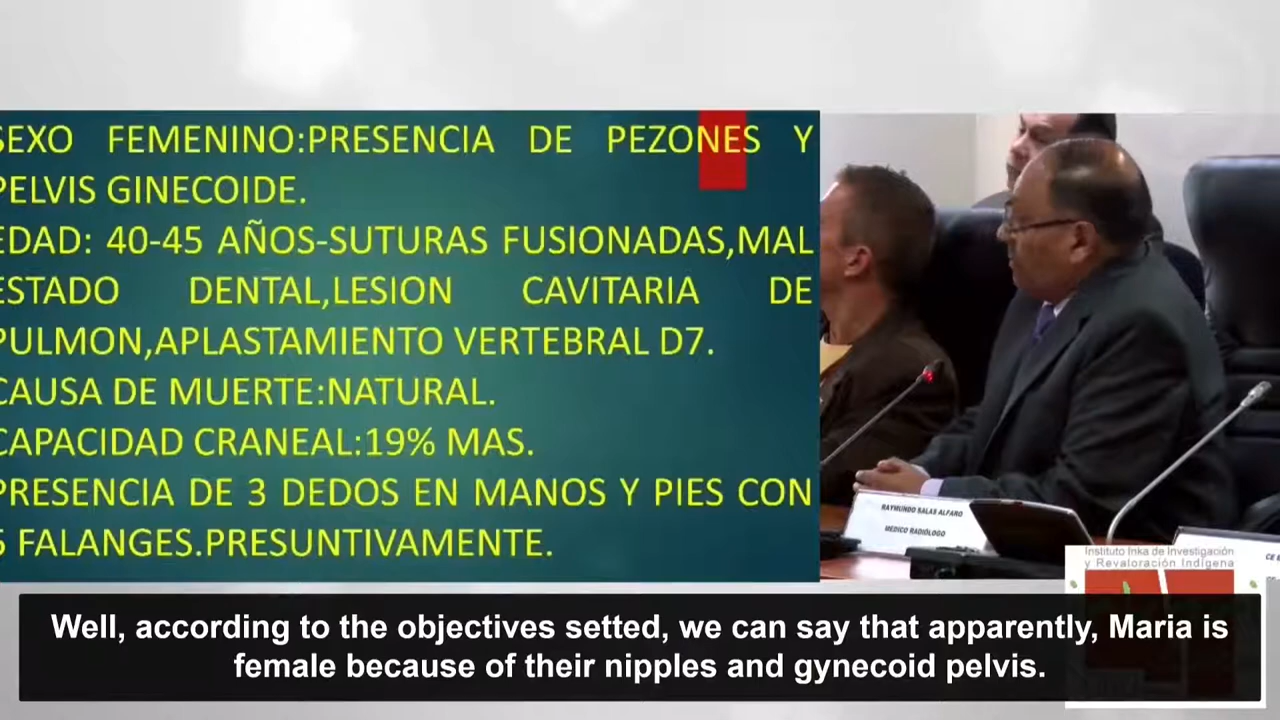 SEXO FEMENINO:PRESENCIA DE PEZONES Y
PELVIS GINECOIDE.
EDAD: 40-45 AÑOS-SUTURAS FUSIONADAS,MAL
ESTADO DENTAL,LESION CAVITARIA DE
PULMON,APLASTAMIENTO VERTEBRAL D7.
CAUSA DE MUERTE:NATURAL.
CAPACIDAD CRANEAL:19% MAS.
PRESENCIA DE 3 DEDOS EN MANOS Y PIES CON
FALANGES.PRESUNTIVAMENTE.
RAYMUNDO SALAS ALFARO
MEDICO RADIÓLOGO
Instituto Inka de Investigación
y Revaloración Indígena
Well, according to the objectives setted, we can say that apparently, Maria is
female because of their nipples and gynecoid pelvis.